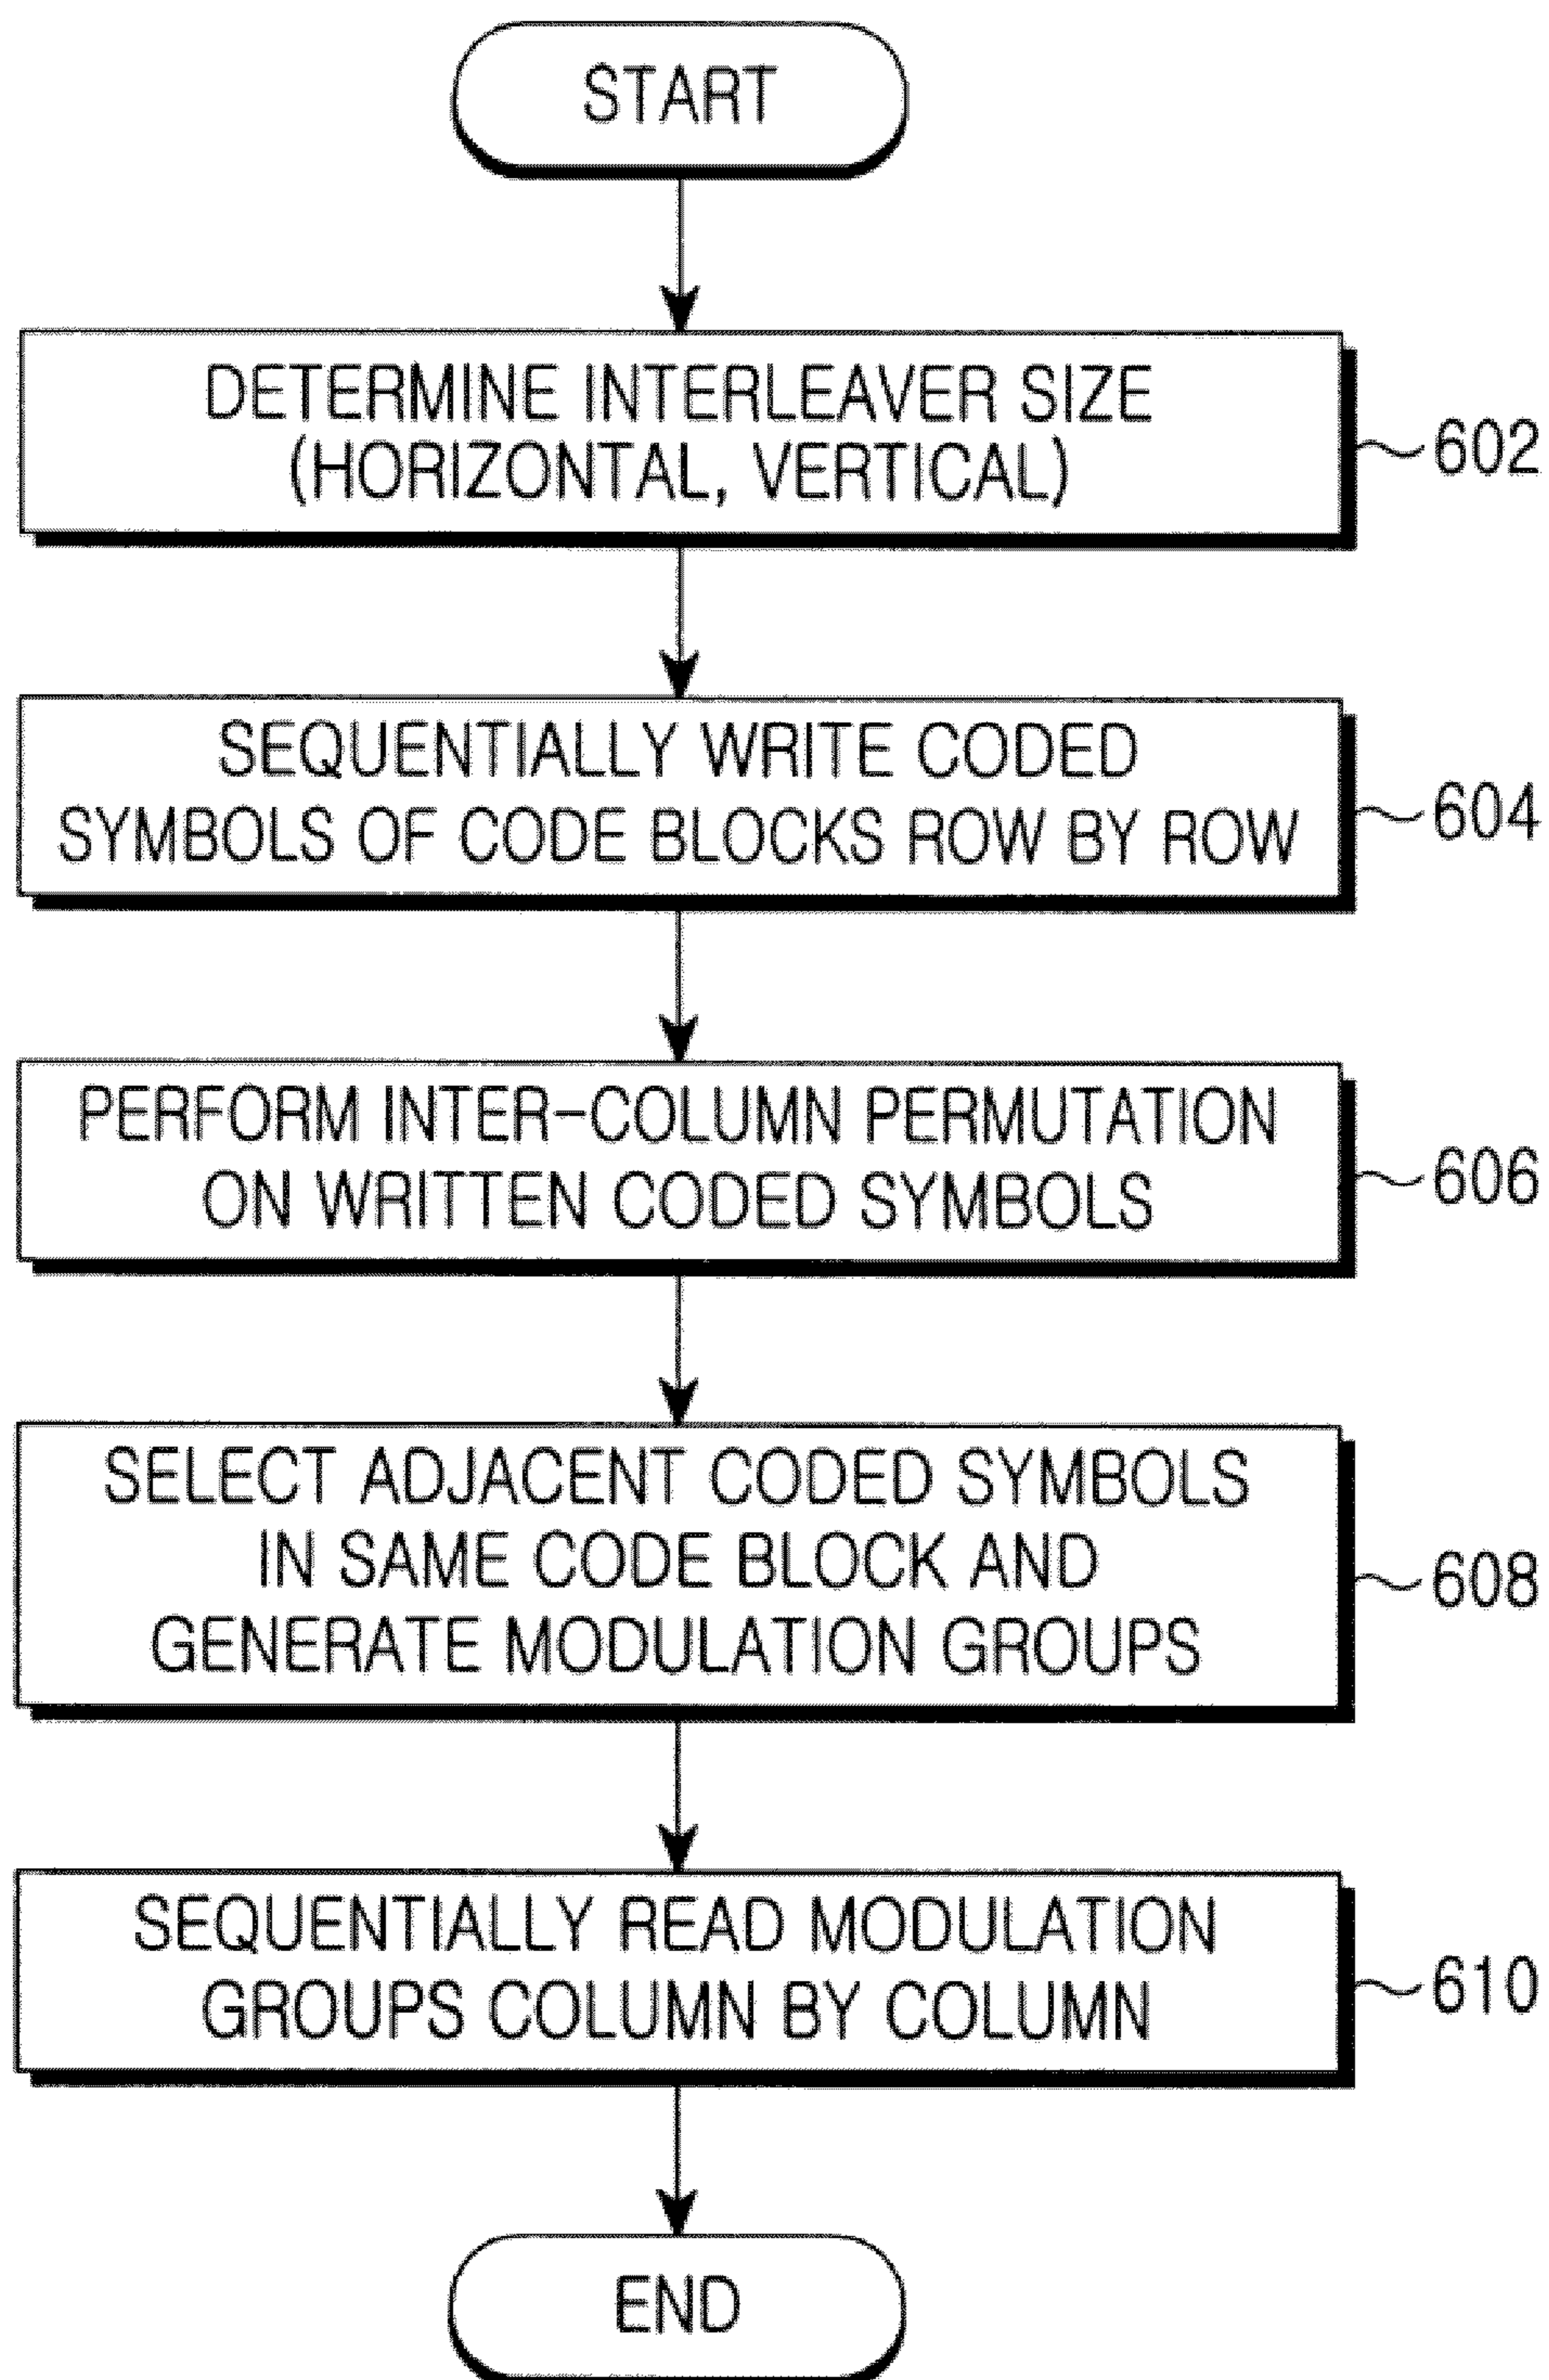 START
DETERMINE INTERLEAVER SIZE
(HORIZONTAL, VERTICAL)
602
SEQUENTIALLY WRITE CODED
SYMBOLS OF CODE BLOCKS ROW BY ROW
604
PERFORM INTER-COLUMN PERMUTATION
ON WRITTEN CODED SYMBOLS
606
SELECT ADJACENT CODED SYMBOLS
IN SAME CODE BLOCK AND
GENERATE MODULATION GROUPS
608
SEQUENTIALLY READ MODULATION
GROUPS COLUMN BY COLUMN
610
END